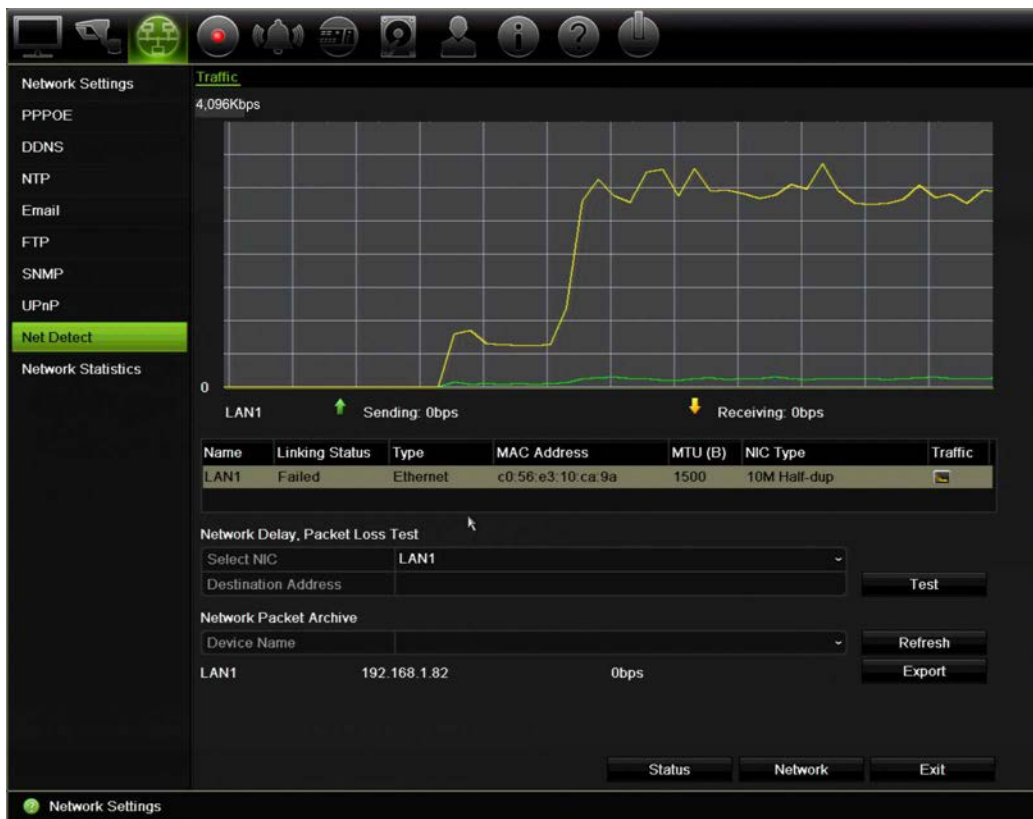 Network Settings
PPPOE
DDNS
NTP
Email
FTP
SNMP
UPnP
Net Detect
Network Statistics
Traffic
4,096Kbps
0
LAN1 Sending: 0bps Receiving: 0bps
Name Linking Status Type MAC Address MTU (B) NIC Type Traffic
LAN1 Failed Ethernet c0:56:e3:10:ca:9a 1500 10M Half-dup
Network Delay, Packet Loss Test
Select NIC LAN1
Destination Address Test
Network Packet Archive
Device Name Refresh
LAN1 192.168.1.82 0bps Export
Status Network Exit
Network Settings